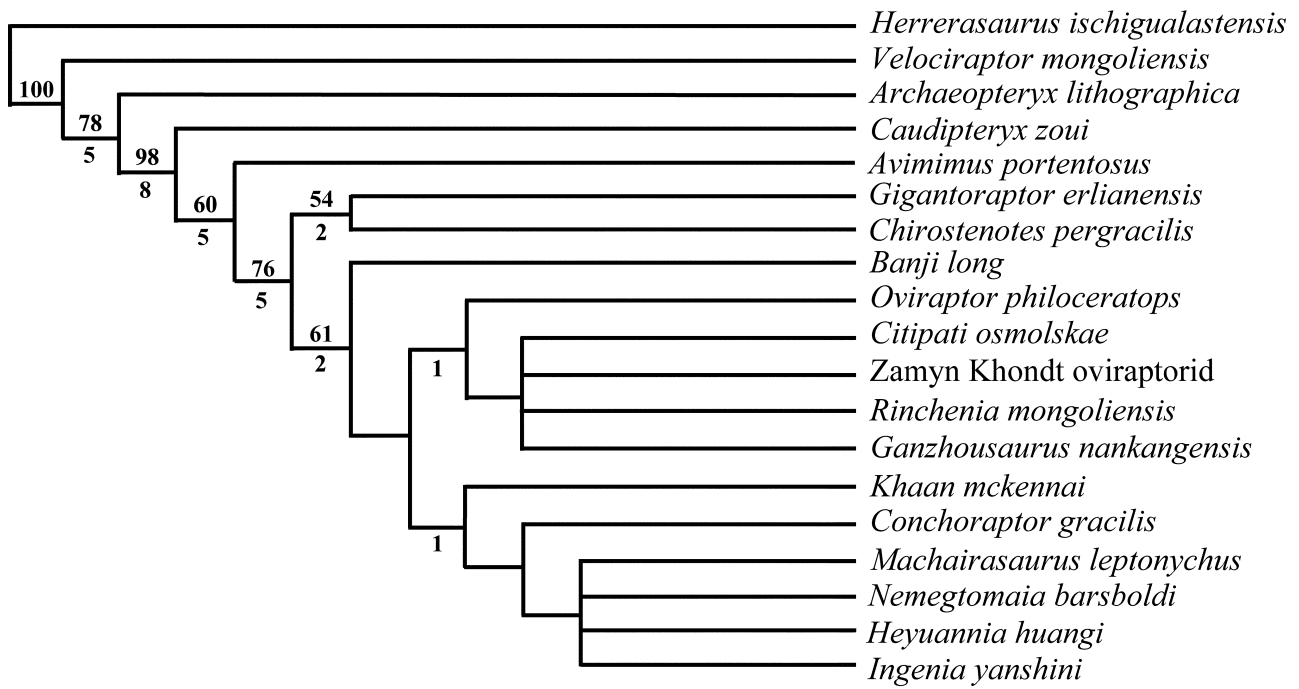 Herrerasaurus ischigualastensis
Velociraptor mongoliensis
100
Archaeopteryx lithographica
78
Caudipteryx zoui
5
98
Avimimus portentosus
8
60
Gigantoraptor erlianensis
54
5
2
Chirostenotes pergracilis
76
Banji long
5
Oviraptor philoceratops
61
Citipati osmolskae
2
1
Zamyn Khondt oviraptorid
Rinchenia mongoliensis
Ganzhousaurus nankangensis
Khaan mckennai
Conchoraptor gracilis
1
Machairasaurus leptonychus
Nemegtomaia barsboldi
Heyuannia huangi
Ingenia yanshini